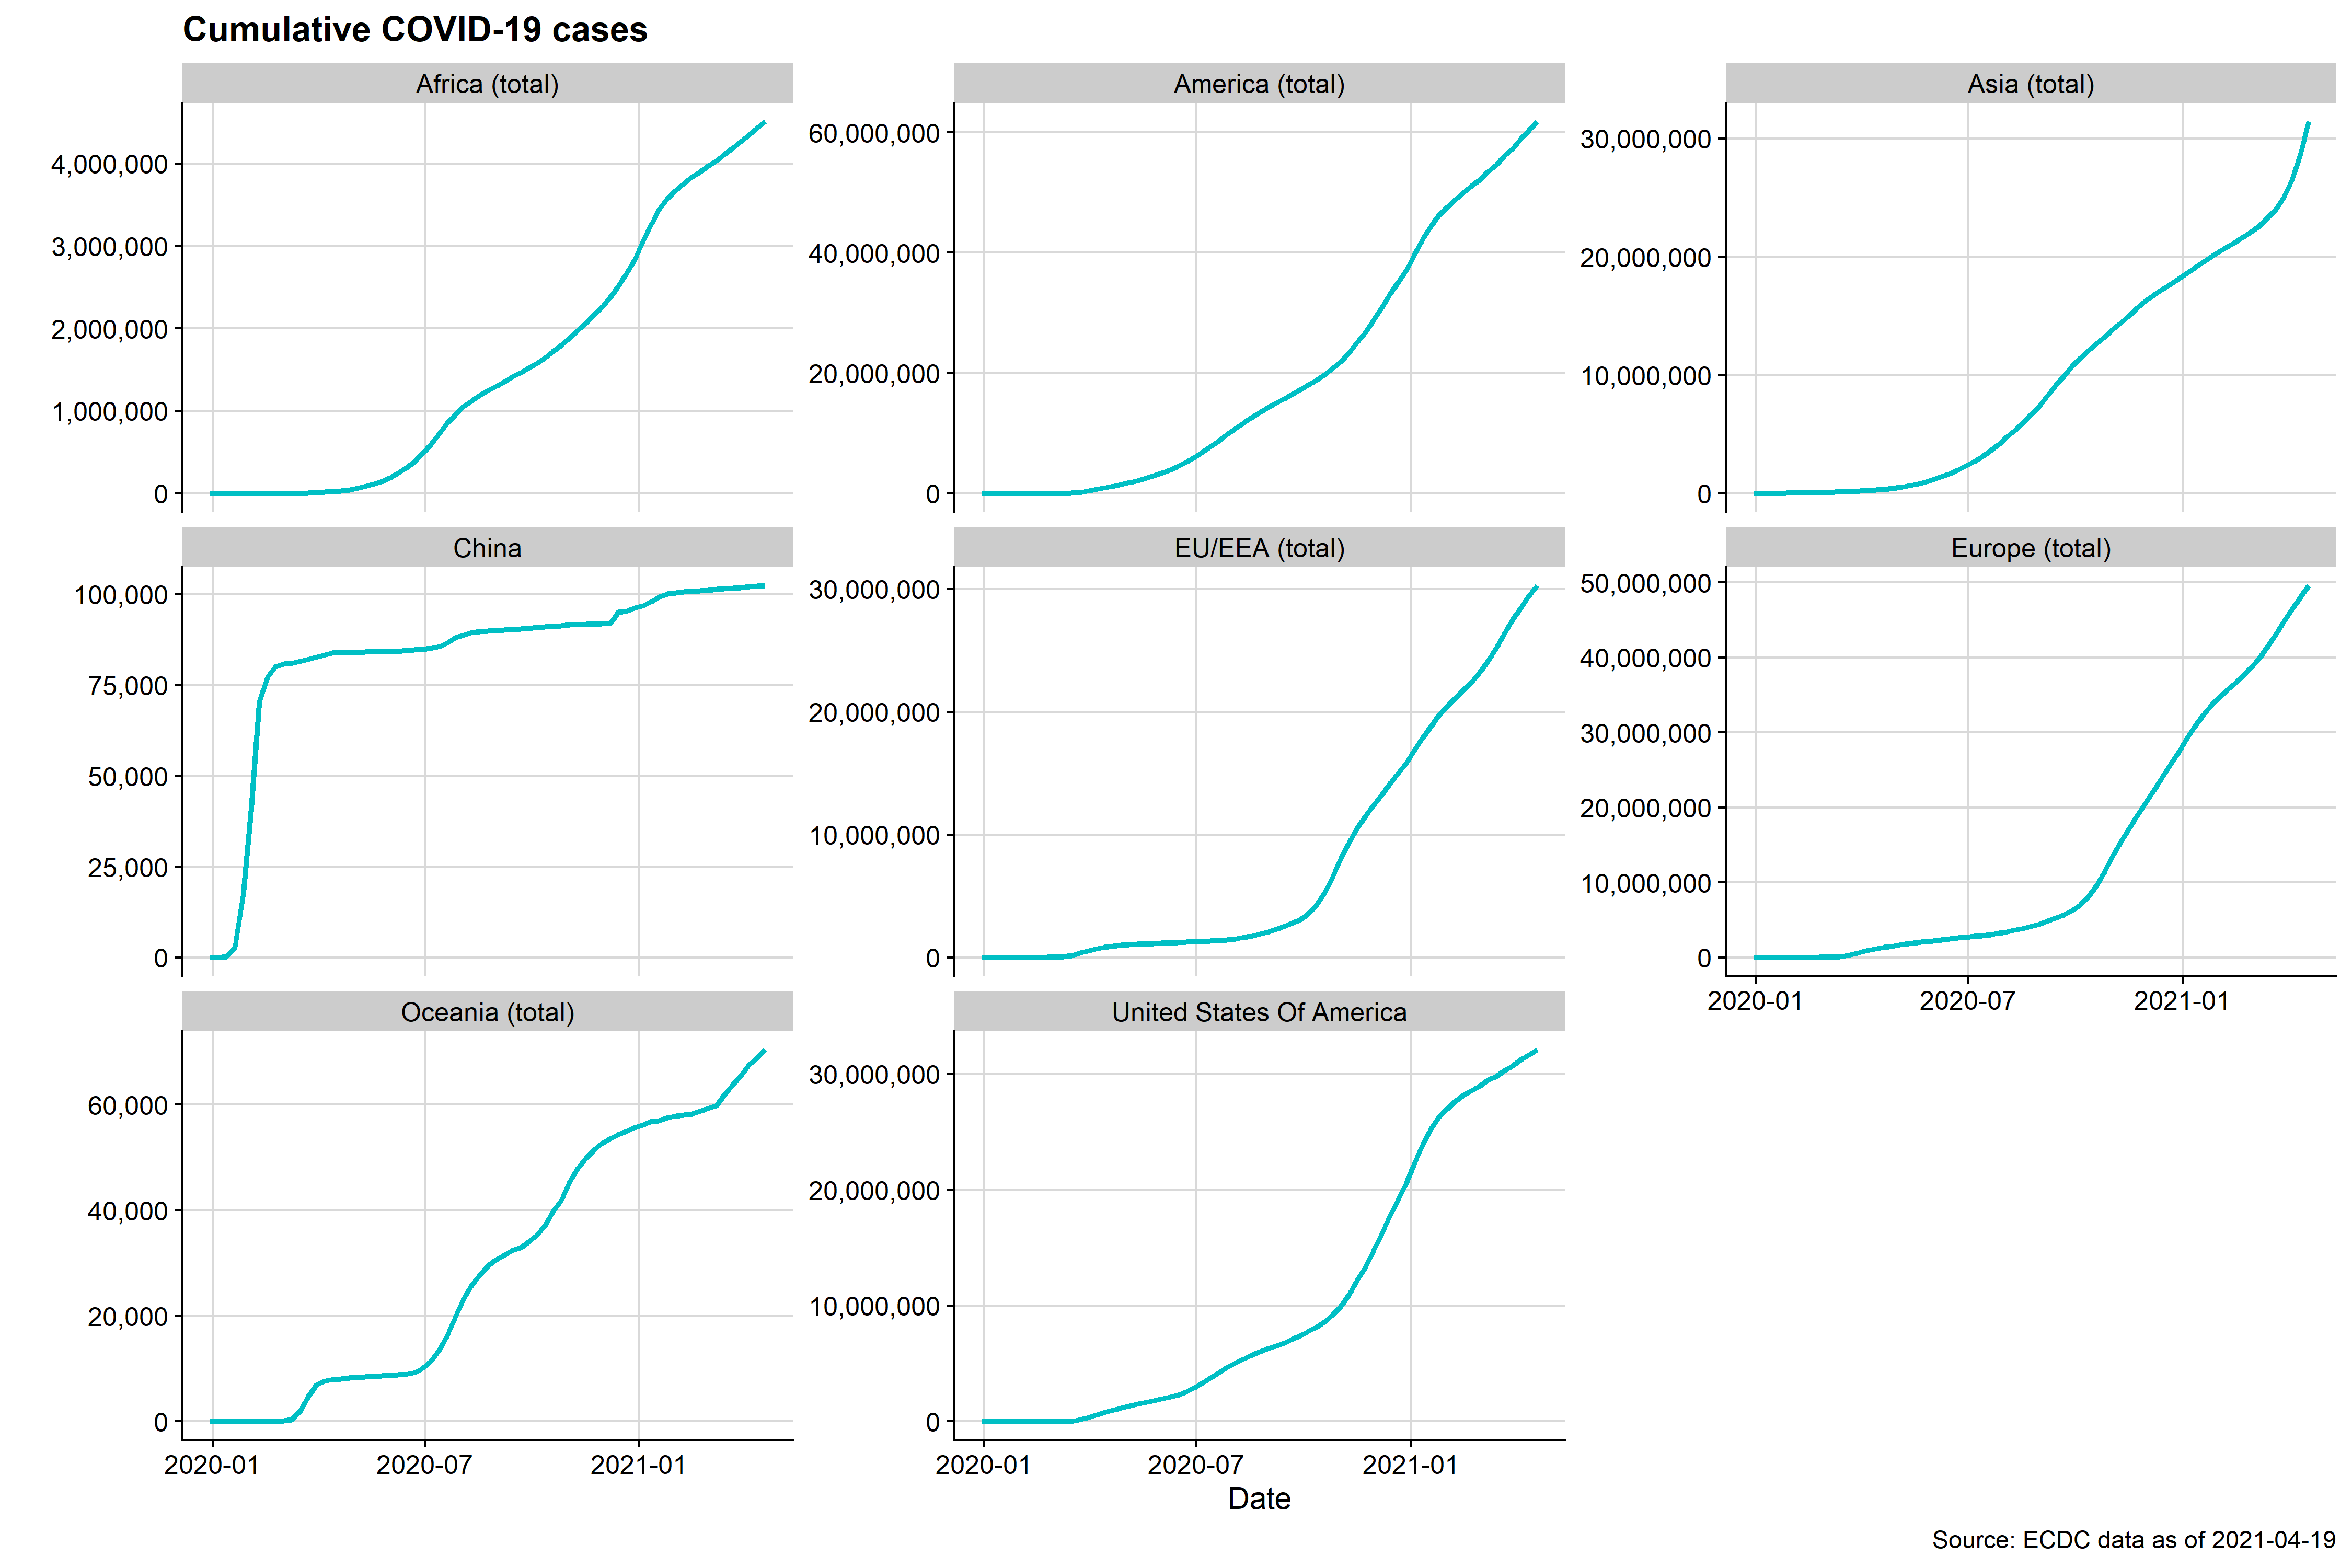 Cumulative COVID-19 cases
Africa (total)
4,000,000
3,000,000
2,000,000
1,000,000
0
America (total)
60,000,000
40,000,000
20,000,000
0
Asia (total)
30,000,000
20,000,000
10,000,000
0
China
100,000
75,000
50,000
25,000
0
EU/EEA (total)
30,000,000
20,000,000
10,000,000
0
Europe (total)
50,000,000
40,000,000
30,000,000
20,000,000
10,000,000
0
2020-01 2020-07 2021-01
Oceania (total)
60,000
40,000
20,000
0
2020-01 2020-07 2021-01
United States Of America
30,000,000
20,000,000
10,000,000
0
2020-01 2020-07 2021-01
Date
Source: ECDC data as of 2021-04-19